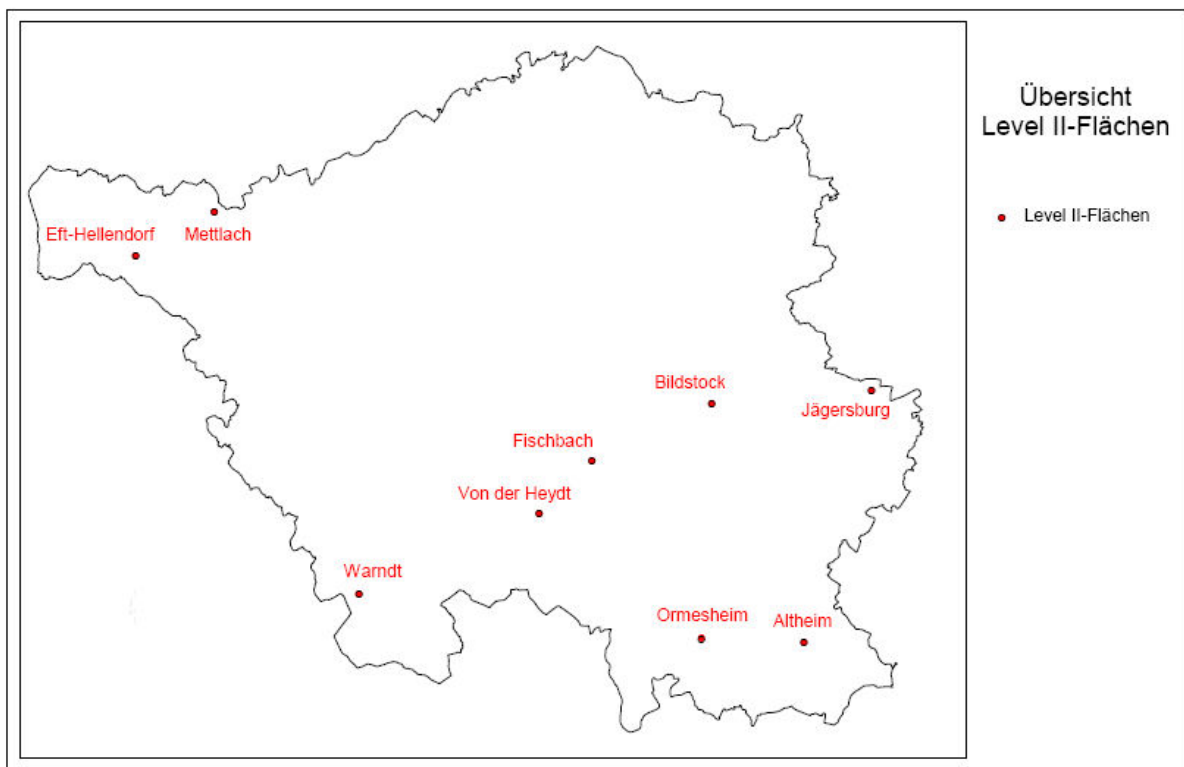 Übersicht
Level II-Flächen
Level II-Flächen
Eft-Hellendorf
Mettlach
Bildstock
Jägersburg
Fischbach
Von der Heydt
Warndt
Ormesheim
Altheim